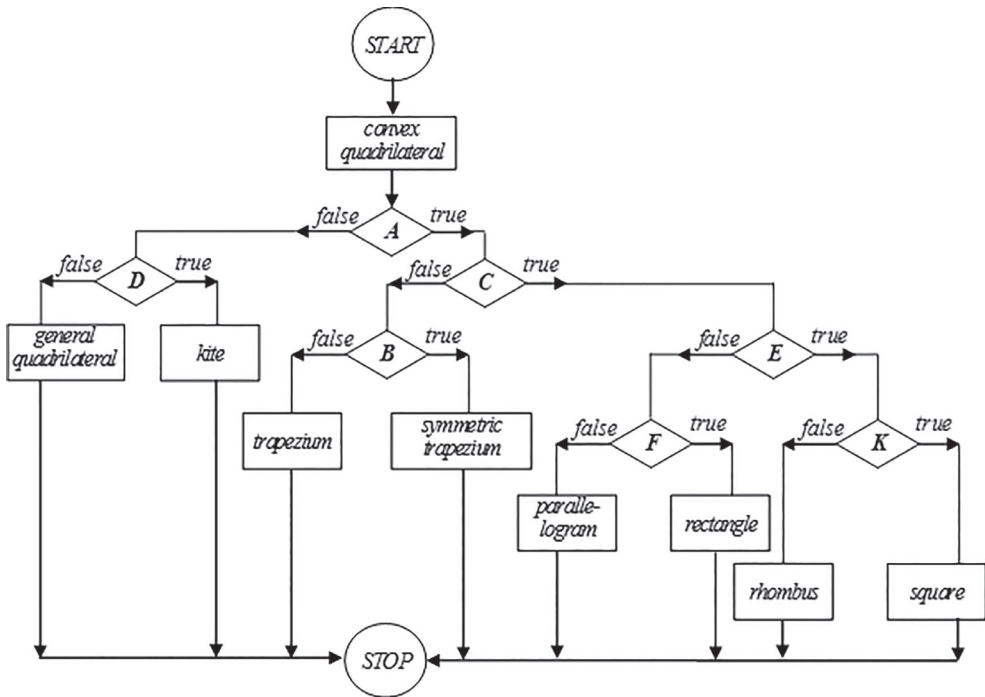 START
convex
quadrilateral
false
A
true
false
D
true
false
C
true
general
quadrilateral
kite
false
B
true
false
E
true
trapezium
symmetric
trapezium
false
F
true
false
K
true
paralle-
logram
rectangle
rhombus
square
STOP